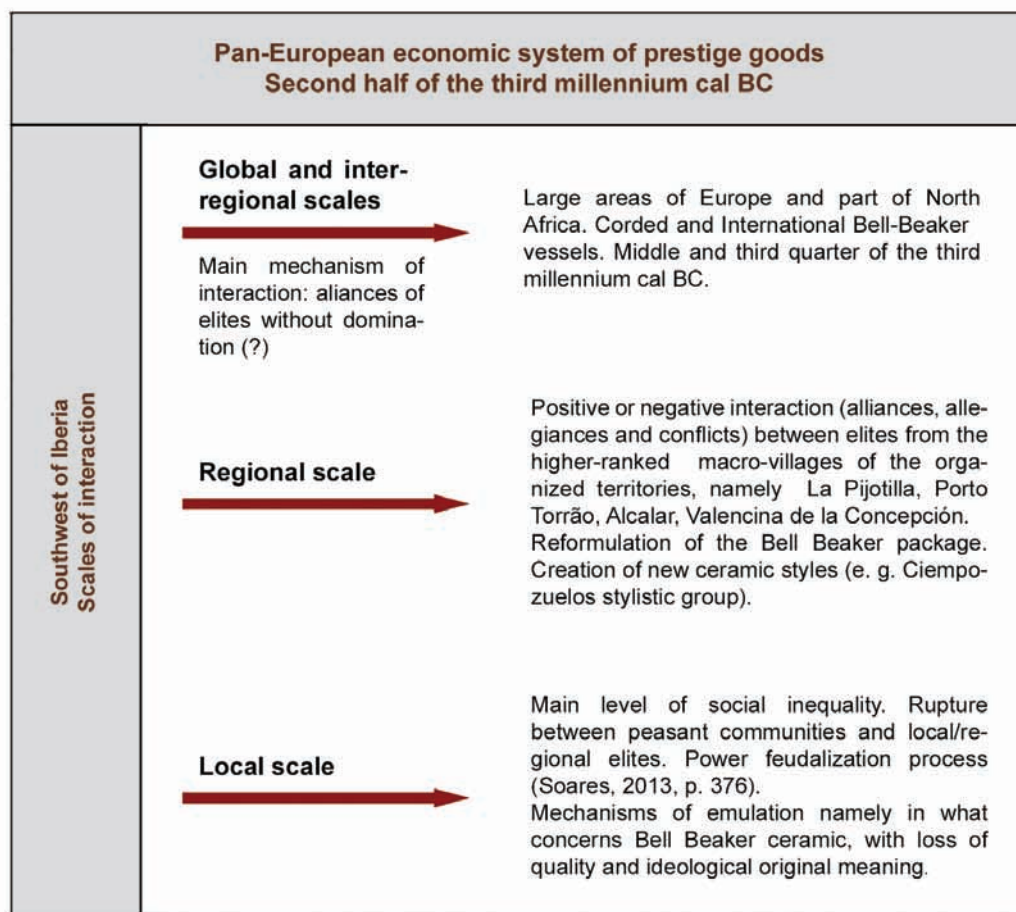 Pan-European economic system of prestige goods
Second half of the third millennium cal BC
Southwest of Iberia
Scales of interaction
Global and inter-
regional scales
Main mechanism of
interaction: aliances of
elites without domina-
tion (?)
Large areas of Europe and part of North
Africa. Corded and International Bell-Beaker
vessels. Middle and third quarter of the third
millennium cal BC.
Regional scale
Positive or negative interaction (alliances, alle-
giances and conflicts) between elites from the
higher-ranked macro-villages of the orga-
nized territories, namely La Pijotilla, Porto
Torrão, Alcalar, Valencina de la Concepción.
Reformulation of the Bell Beaker package.
Creation of new ceramic styles (e. g. Ciempo-
zuelos stylistic group).
Local scale
Main level of social inequality. Rupture
between peasant communities and local/re-
gional elites. Power feudalization process
(Soares, 2013, p. 376).
Mechanisms of emulation namely in what
concerns Bell Beaker ceramic, with loss of
quality and ideological original meaning.